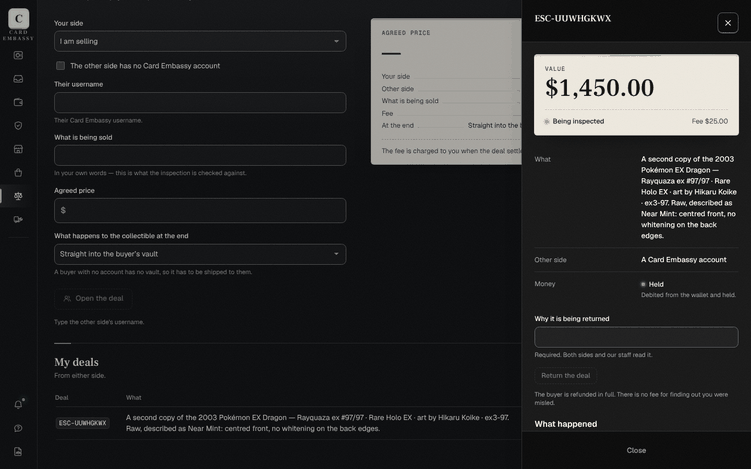 C
CARD
EMBASSY
Your side
I am selling
The other side has no Card Embassy account
Their username
Their Card Embassy username.
What is being sold
In your own words — this is what the inspection is checked against.
Agreed price
$
What happens to the collectible at the end
Straight into the buyer's vault
A buyer with no account has no vault, so it has to be shipped to them.
Open the deal
Type the other side's username.
AGREED PRICE
—
Your side
Other side
What is being sold
Fee
At the end
Straight into the
The fee is charged to you when the deal
My deals
From either side.
Deal
What
ESC-UUWHGKWX
A second copy of the 2003 Pokémon EX Dragon — Rayquaza ex #97/97 · Rare Holo EX · art by Hikaru Koike · ex3-97.
Raw, described as Near Mint: centred front, no whitening on the back edges.
ESC-UUWHGKWX
VALUE
$1,450.00
Being inspected
Fee $25.00
What
A second copy of the 2003
Pokémon EX Dragon —
Rayquaza ex #97/97 · Rare
Holo EX · art by Hikaru Koike
· ex3-97. Raw, described as
Near Mint: centred front, no
whitening on the back
edges.
Other side
A Card Embassy account
Money
Held
Debited from the wallet and held.
Why it is being returned
Required. Both sides and our staff read it.
Return the deal
The buyer is refunded in full. There is no fee for finding out you were
misled.
What happened
Close